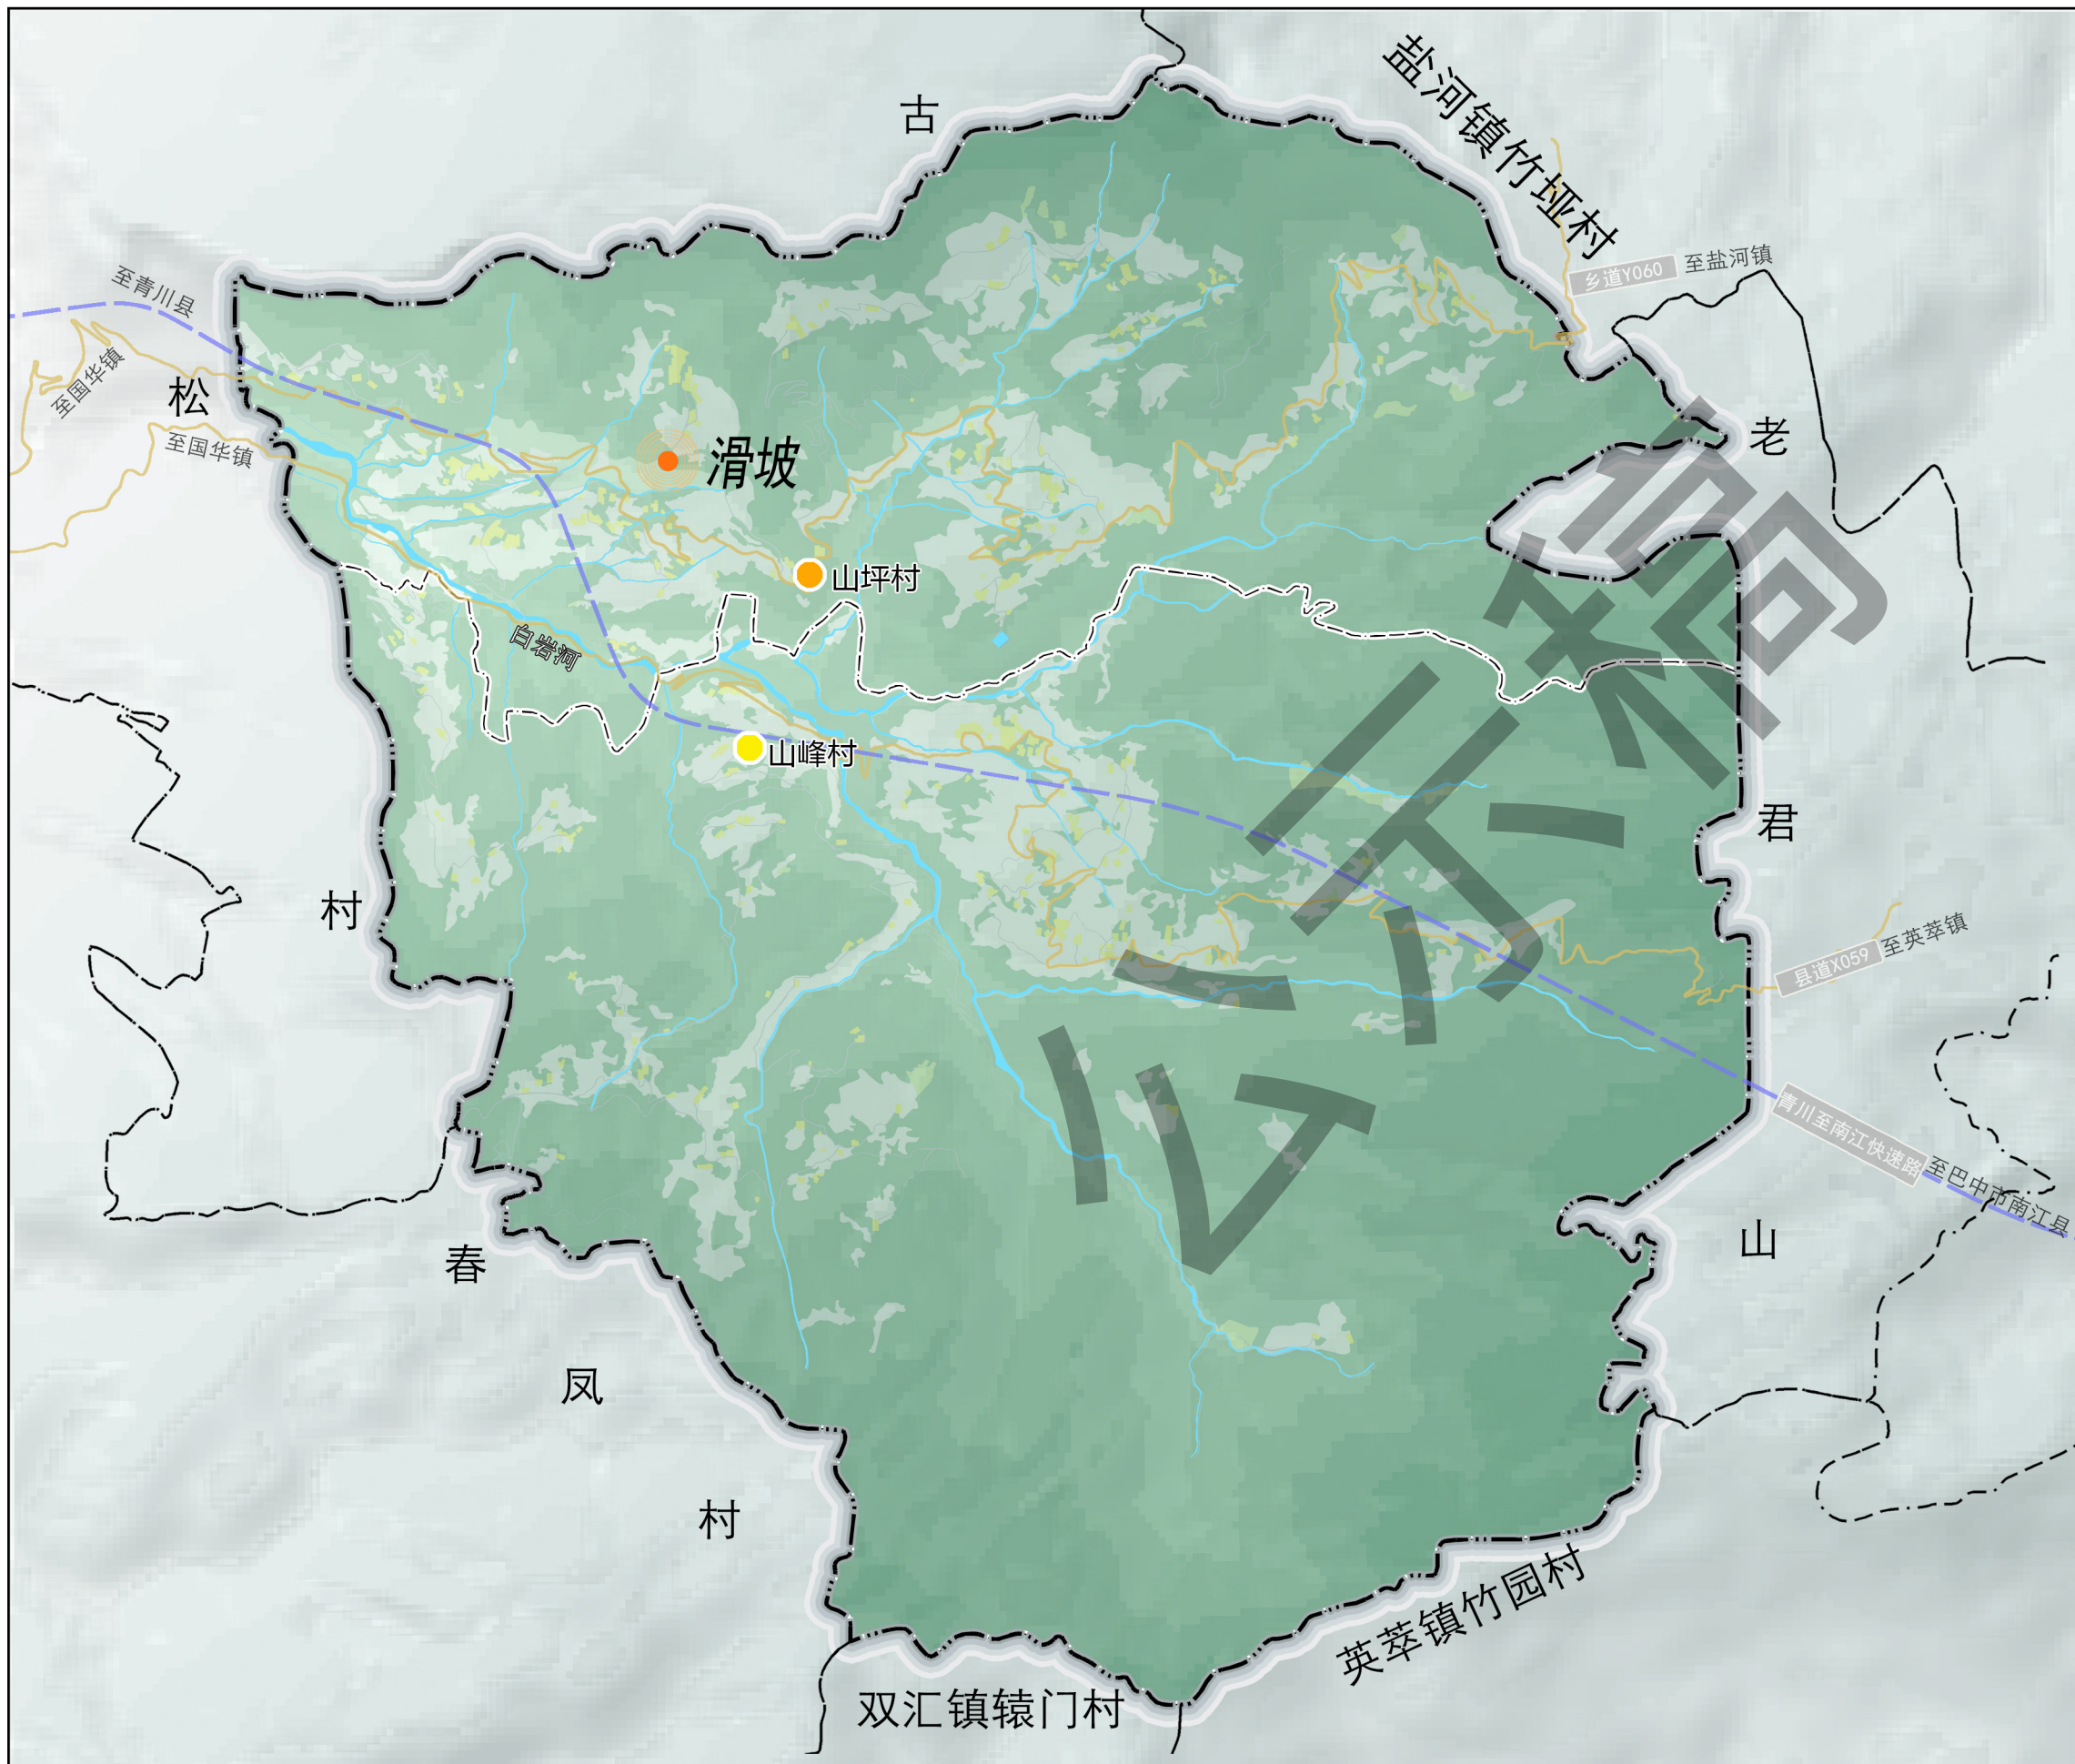 古
盐河镇竹垭村
乡道Y060
至盐河镇
至青川县
至国华镇
松
至国华镇
滑坡
老
山坪村
白岩河
山峰村
君
村
县道X059
至英萃镇
青川至南江快速路
至巴中市南江县
山
春
凤
村
英萃镇竹园村
双汇镇辕门村
公示稿